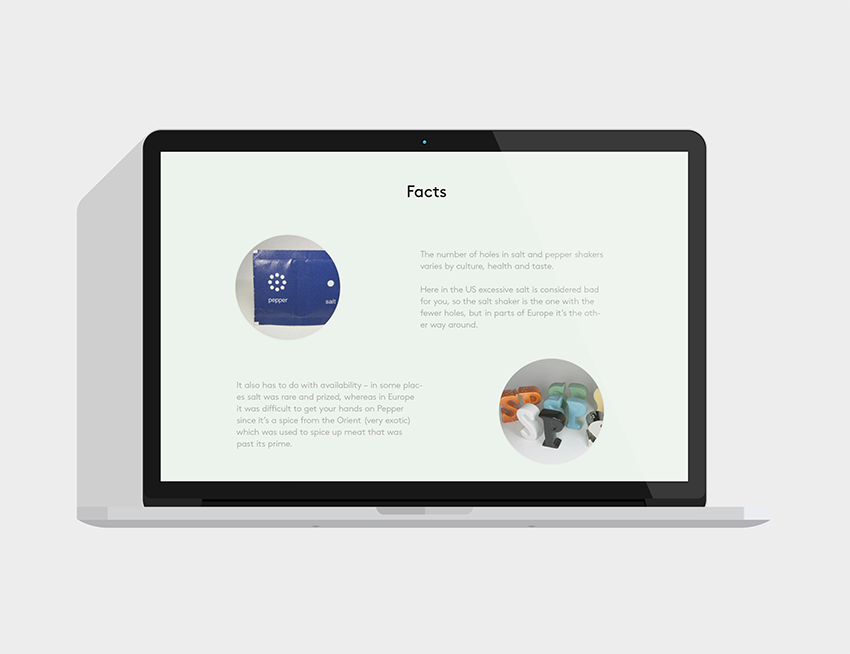 Facts
pepper
salt
The number of holes in salt and pepper shakers
varies by culture, health and taste.
Here in the US excessive salt is considered bad
for you, so the salt shaker is the one with the
fewer holes, but in parts of Europe it's the oth-
er way around.
It also has to do with availability – in some plac-
es salt was rare and prized, whereas in Europe
it was difficult to get your hands on Pepper
since it's a spice from the Orient (very exotic)
which was used to spice up meat that was
past its prime.
S
P
S
P